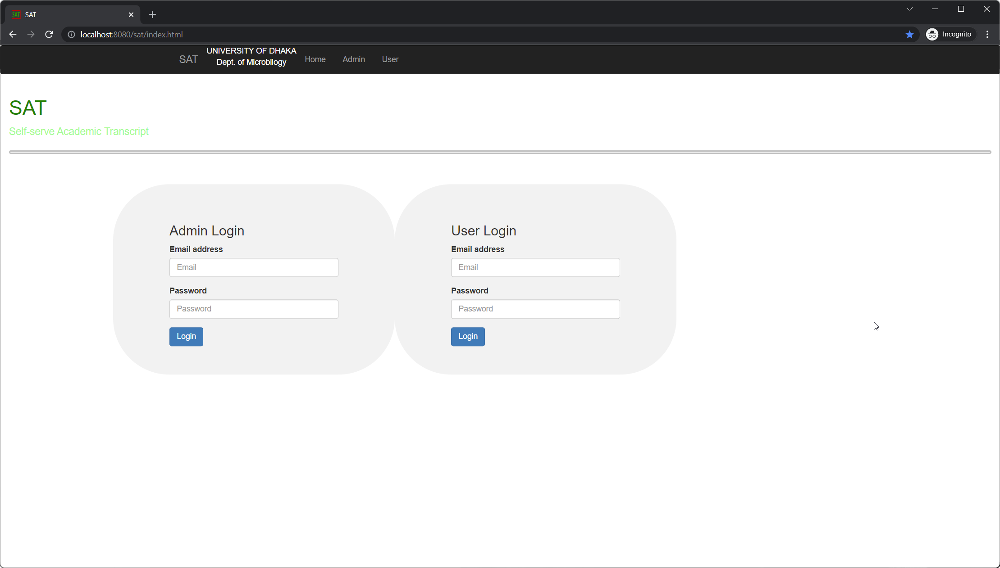 SAT SAT
localhost:8080/sat/index.html Incognito
SAT
UNIVERSITY OF DHAKA
Dept. of Microbilogy
Home Admin User
SAT
Self-serve Academic Transcript
Admin Login
Email address
Email
Password
Password
Login
User Login
Email address
Email
Password
Password
Login